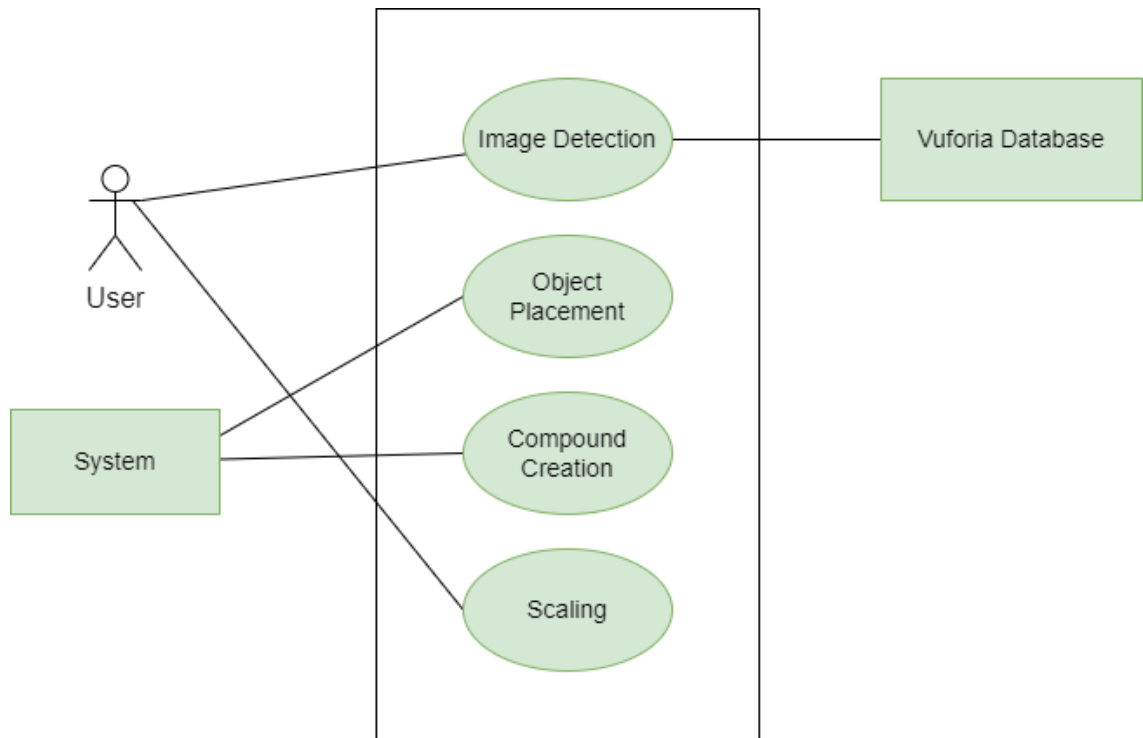 Image Detection
Vuforia Database
Object
Placement
User
Compound
Creation
System
Scaling